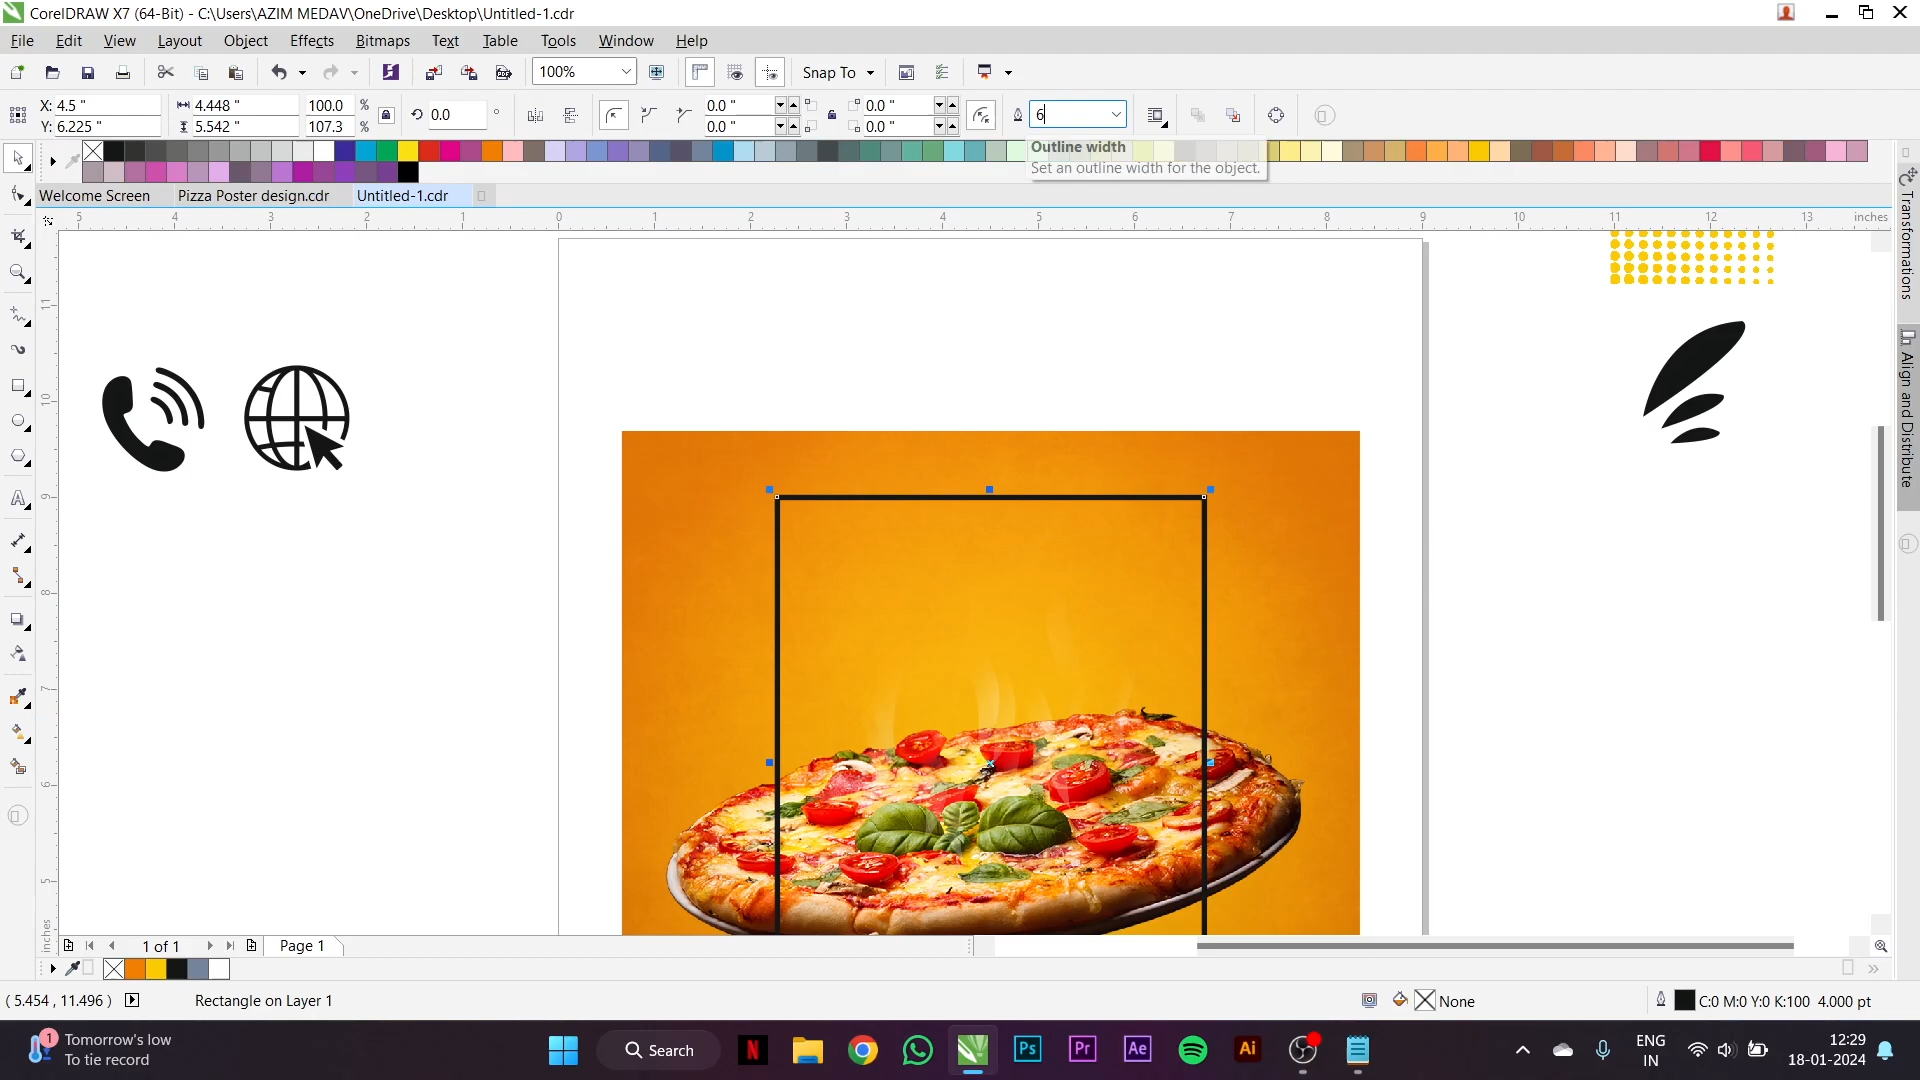 CorelDRAW X7 (64-Bit) - C:\Users\AZIM MEDAV\OneDrive\Desktop\Untitled-1.cdr
File Edit View Layout Object Effects Bitmaps Text Table Tools Window Help
100% Snap To
X: 4.5 " 4.448 " 100.0 % 0.0 ° 0.0 " 0.0 " 6
Y: 6.225 " 5.542 " 107.3 % 0.0 " 0.0 "
Outline width
Set an outline width for the object.
Welcome Screen Pizza Poster design.cdr Untitled-1.cdr
5 4 3 2 1 0 1 2 3 4 5 6 7 8 9 10 11 12 13 inches
11
10
9
8
7
6
5
inches
Transformations
Align and Distribute
1 of 1 Page 1
( 5.454 , 11.496 ) Rectangle on Layer 1 None C:0 M:0 Y:0 K:100 4.000 pt
1 Tomorrow's low
To tie record
Search
N Ps Pr Ae Ai
ENG
IN
12:29
18-01-2024